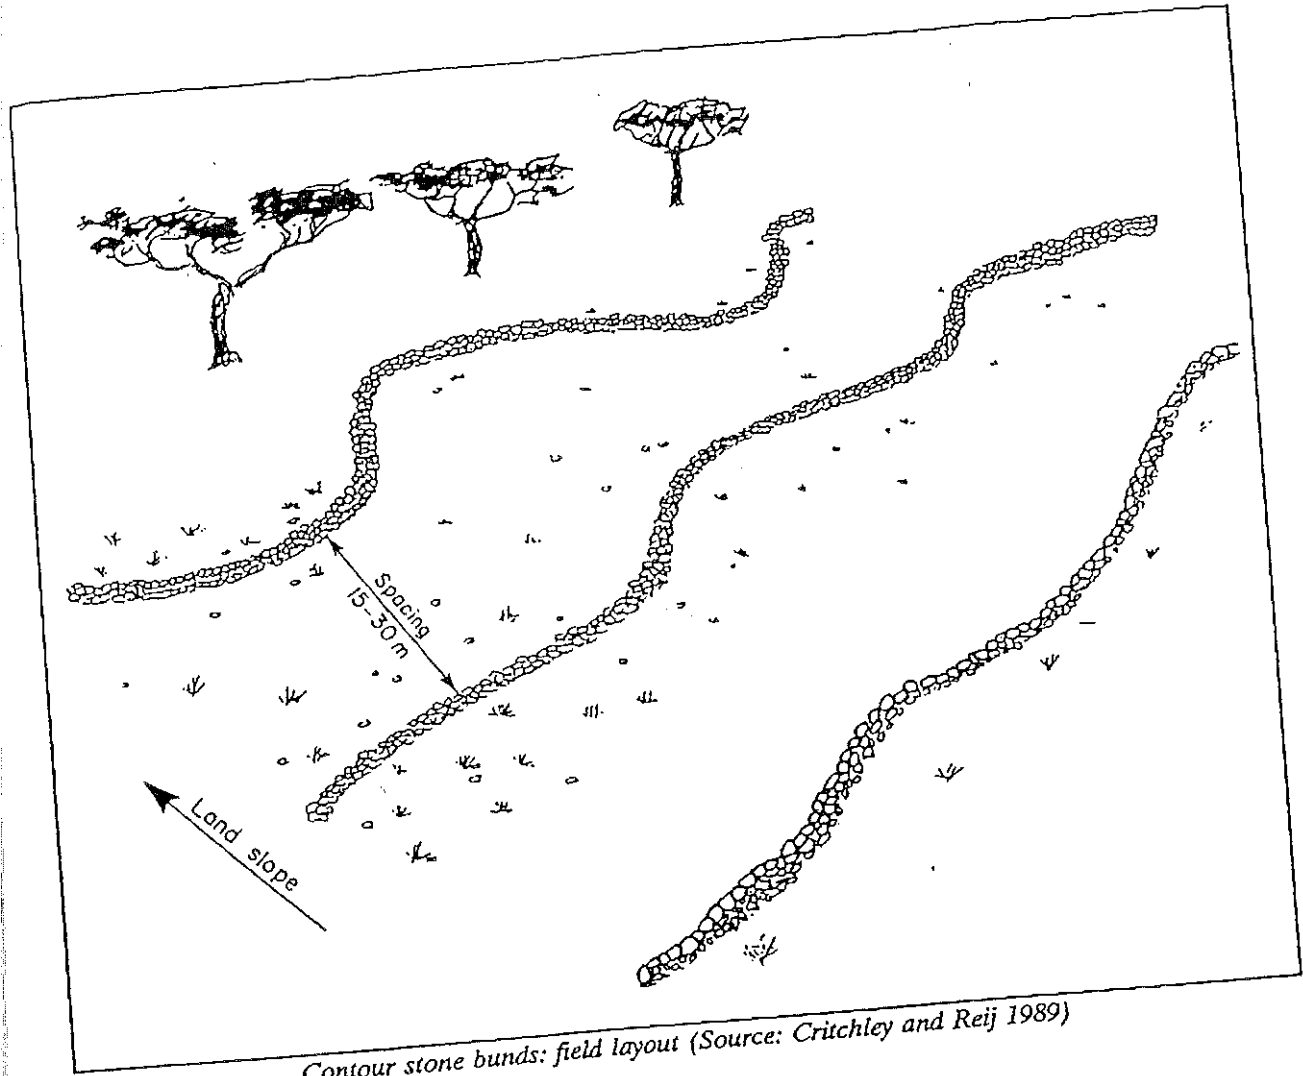 Spacing
15-30 m
Land slope
Contour stone bunds: field layout (Source: Critchley and Reij 1989)